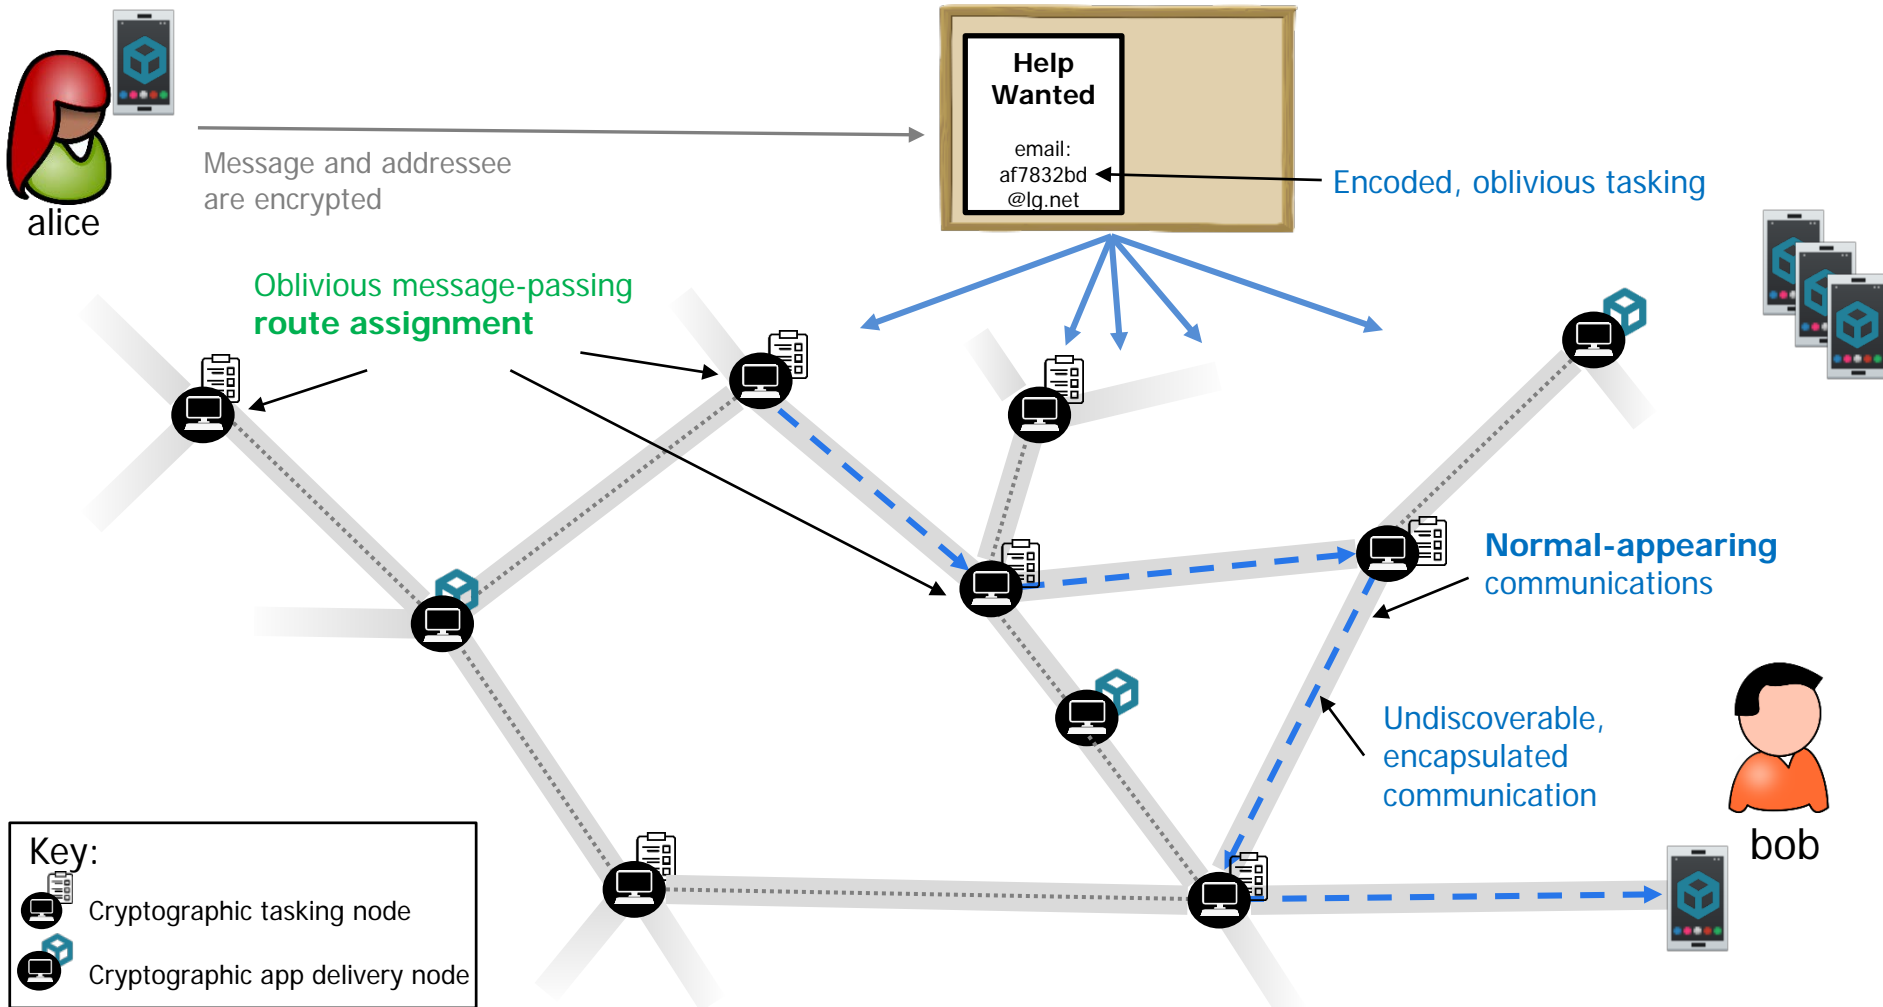 alice
Message and addressee
are encrypted
Help
Wanted
email:
af7832bd
@lg.net
Encoded, oblivious tasking
Oblivious message-passing
route assignment
Normal-appearing
communications
Undiscoverable,
encapsulated
communication
bob
Key:
Cryptographic tasking node
Cryptographic app delivery node